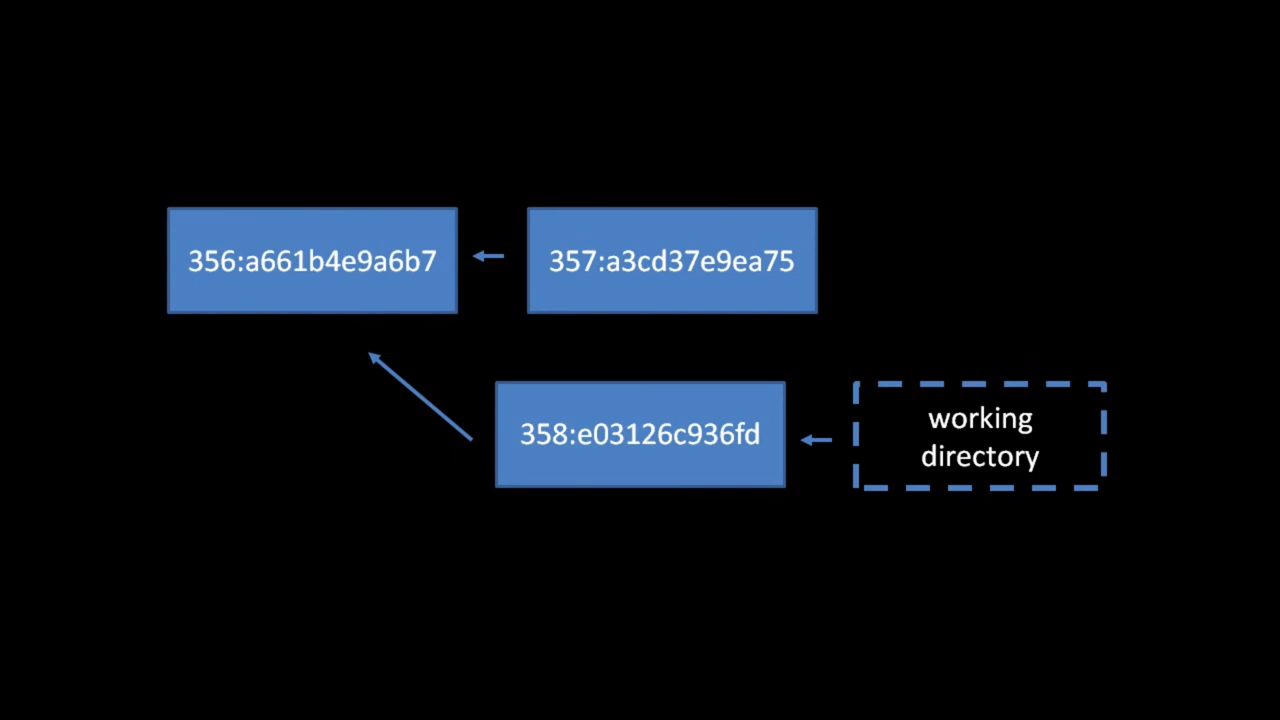 356:a661b4e9a6b7
357:a3cd37e9ea75
358:e03126c936fd
working
directory